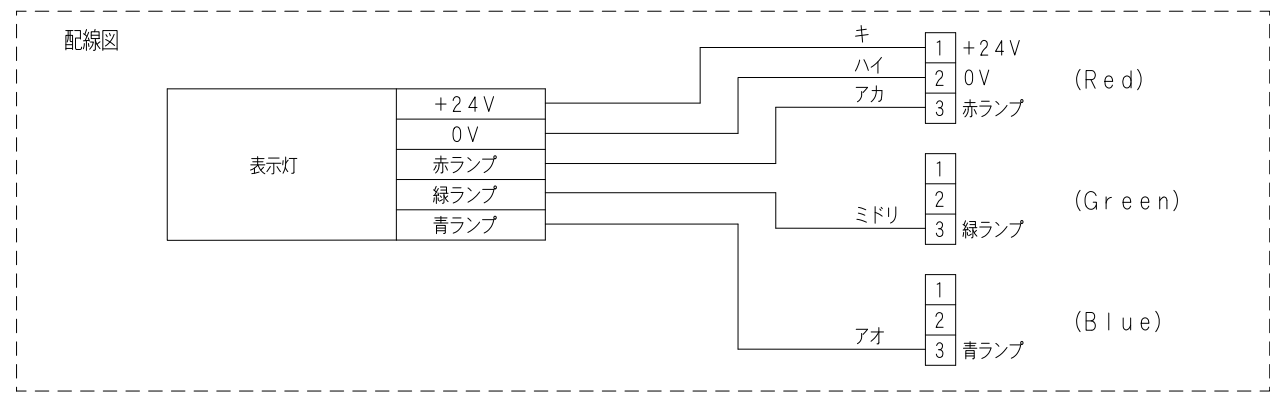 配線図
表示灯
+24V
0V
赤ランプ
緑ランプ
青ランプ
キ
ハイ
アカ
ミドリ
アオ
1 +24V
2 0V
3 赤ランプ
(Red)
1
2
3 緑ランプ
(Green)
1
2
3 青ランプ
(Blue)